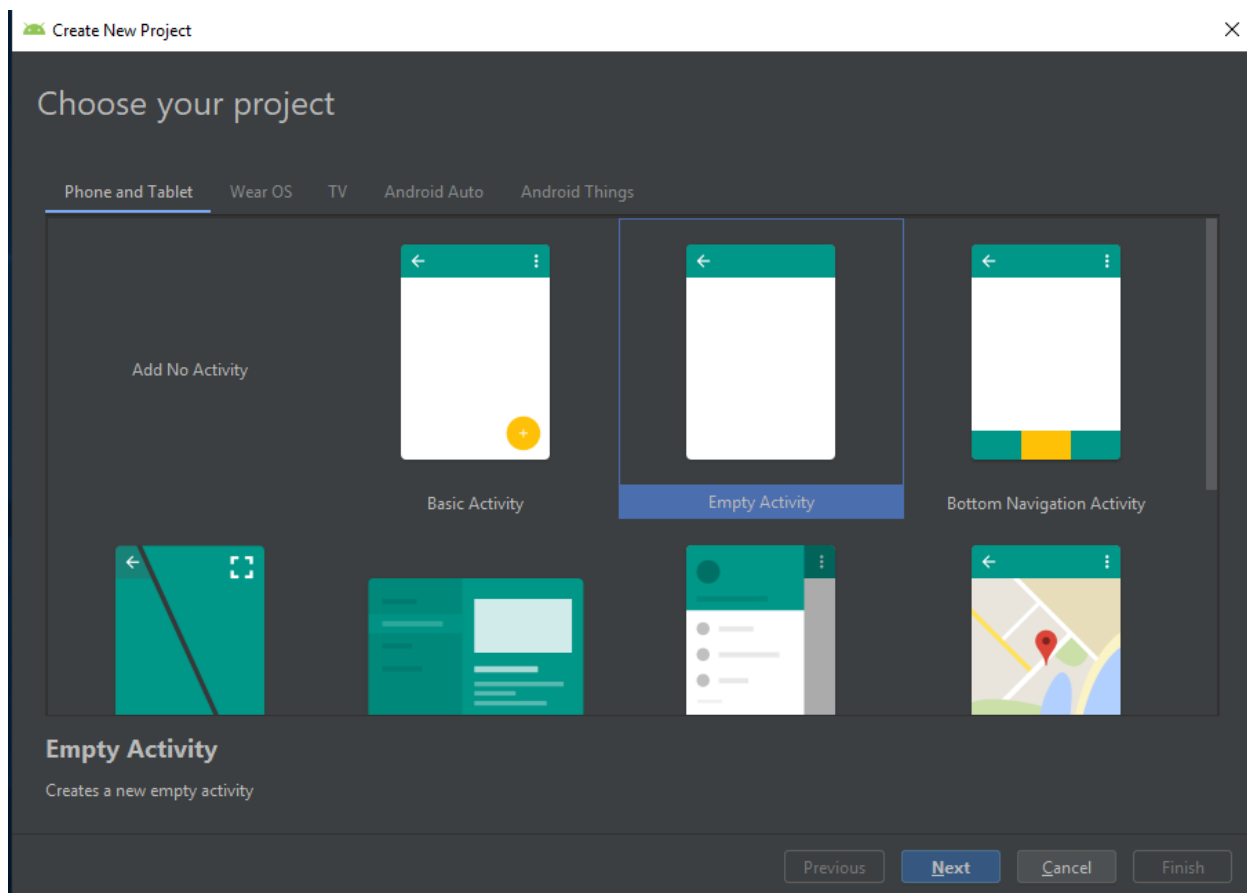 Create New Project
Choose your project
Phone and Tablet Wear OS TV Android Auto Android Things
Add No Activity
Basic Activity
Empty Activity
Bottom Navigation Activity
Empty Activity
Creates a new empty activity
Previous Next Cancel Finish